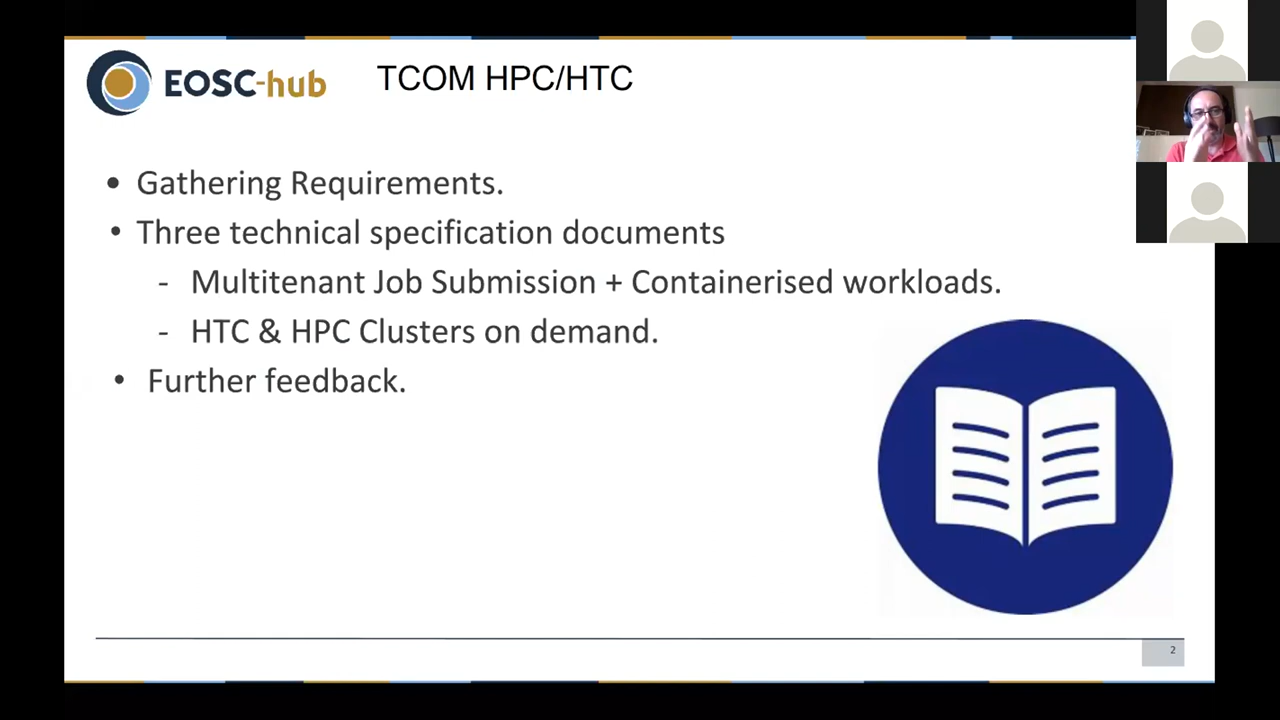 EOSC-hub
TCOM HPC/HTC
• Gathering Requirements.
• Three technical specification documents
- Multitenant Job Submission + Containerised workloads.
- HTC & HPC Clusters on demand.
• Further feedback.
2